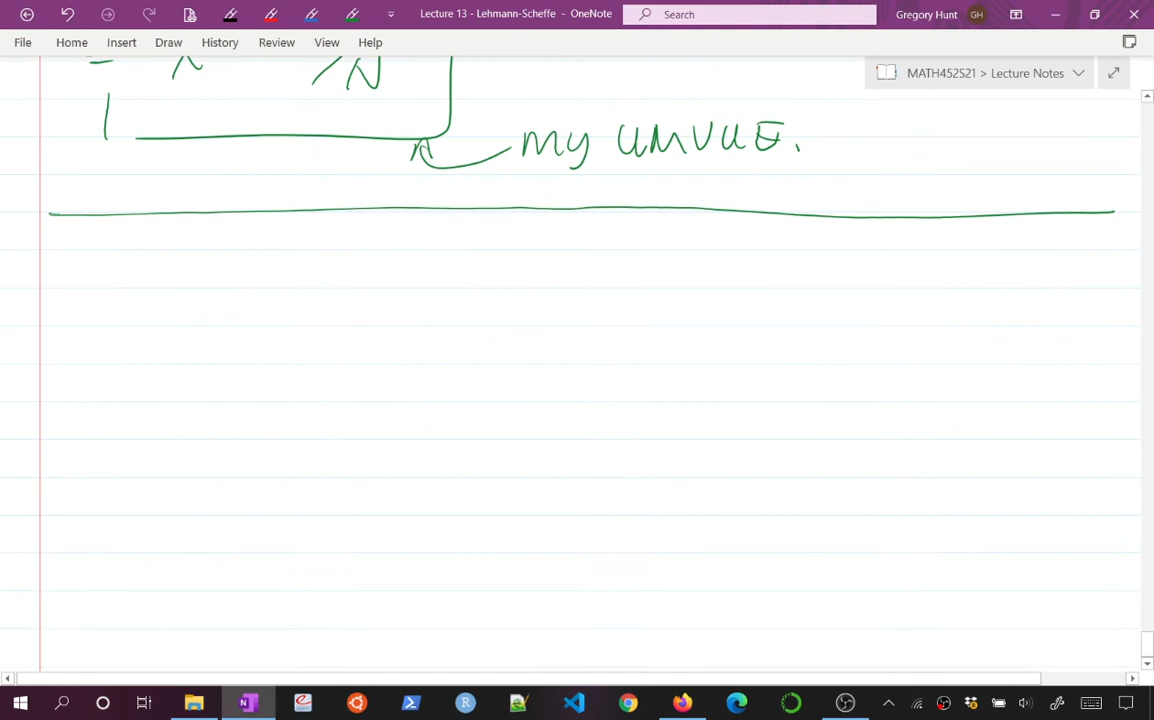 Lecture 13 - Lehmann-Scheffe - OneNote
Search
Gregory Hunt GH
File Home Insert Draw History Review View Help
MATH452S21 > Lecture Notes
my UMVUE.